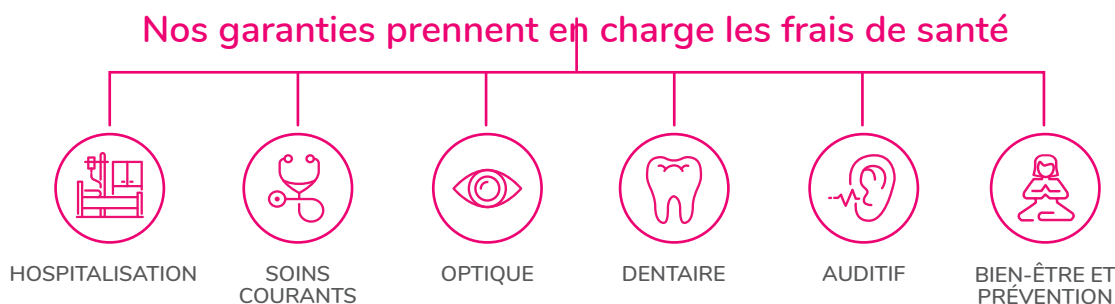 Nos garanties prennent en charge les frais de santé
HOSPITALISATION
SOINS
COURANTS
OPTIQUE
DENTAIRE
AUDITIF
BIEN-ÊTRE ET
PRÉVENTION